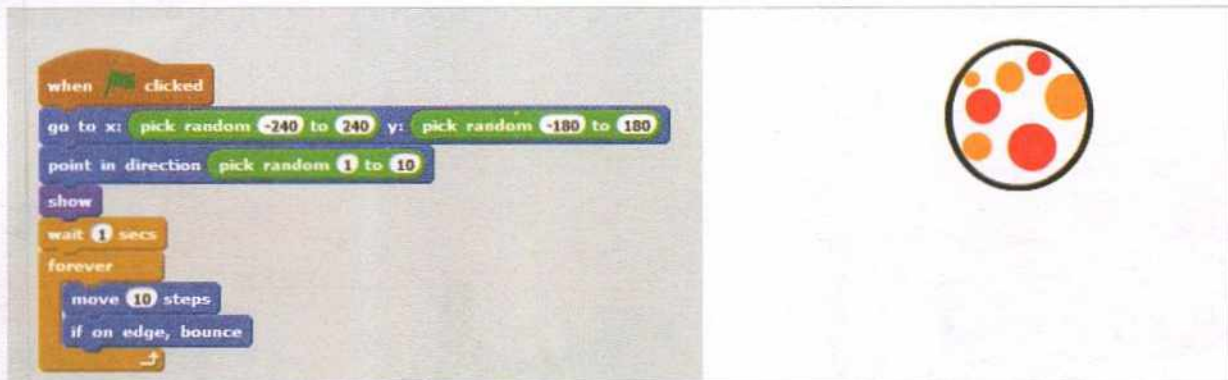 when clicked
go to x: pick random -240 to 240 y: pick random -180 to 180
point in direction pick random 1 to 10
show
wait 1 secs
forever
move 10 steps
if on edge, bounce